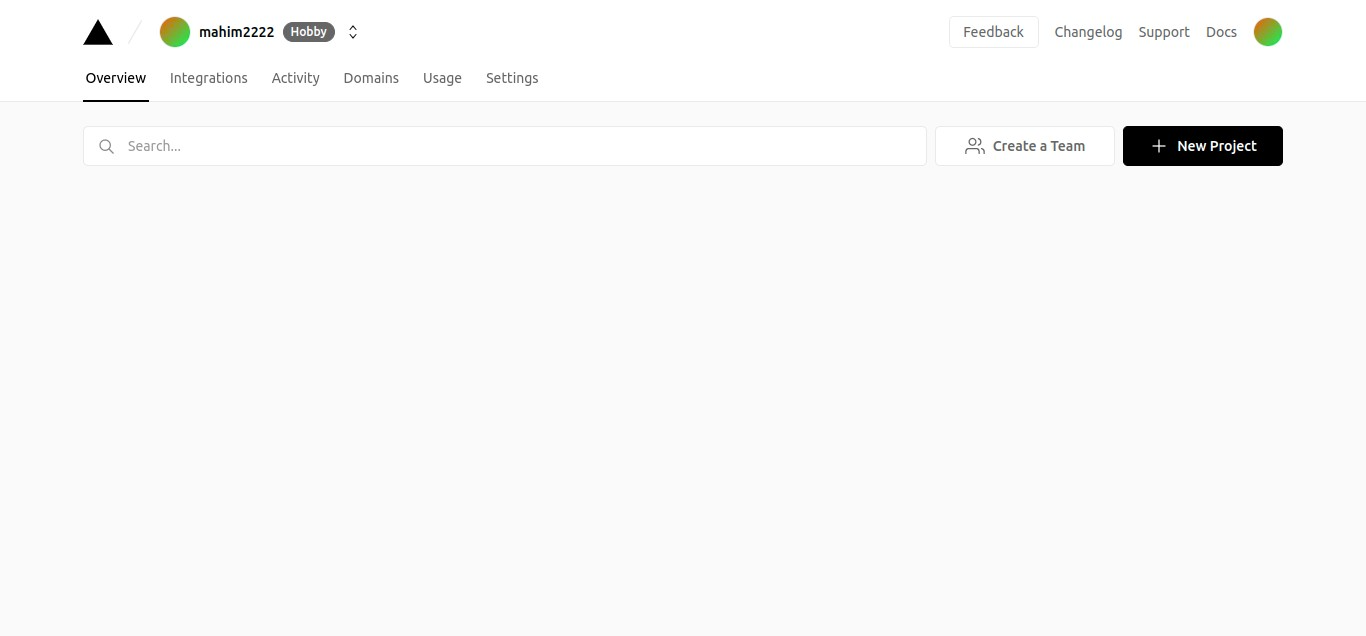 mahim2222 Hobby Feedback Changelog Support Docs
Overview Integrations Activity Domains Usage Settings
Search... Create a Team New Project